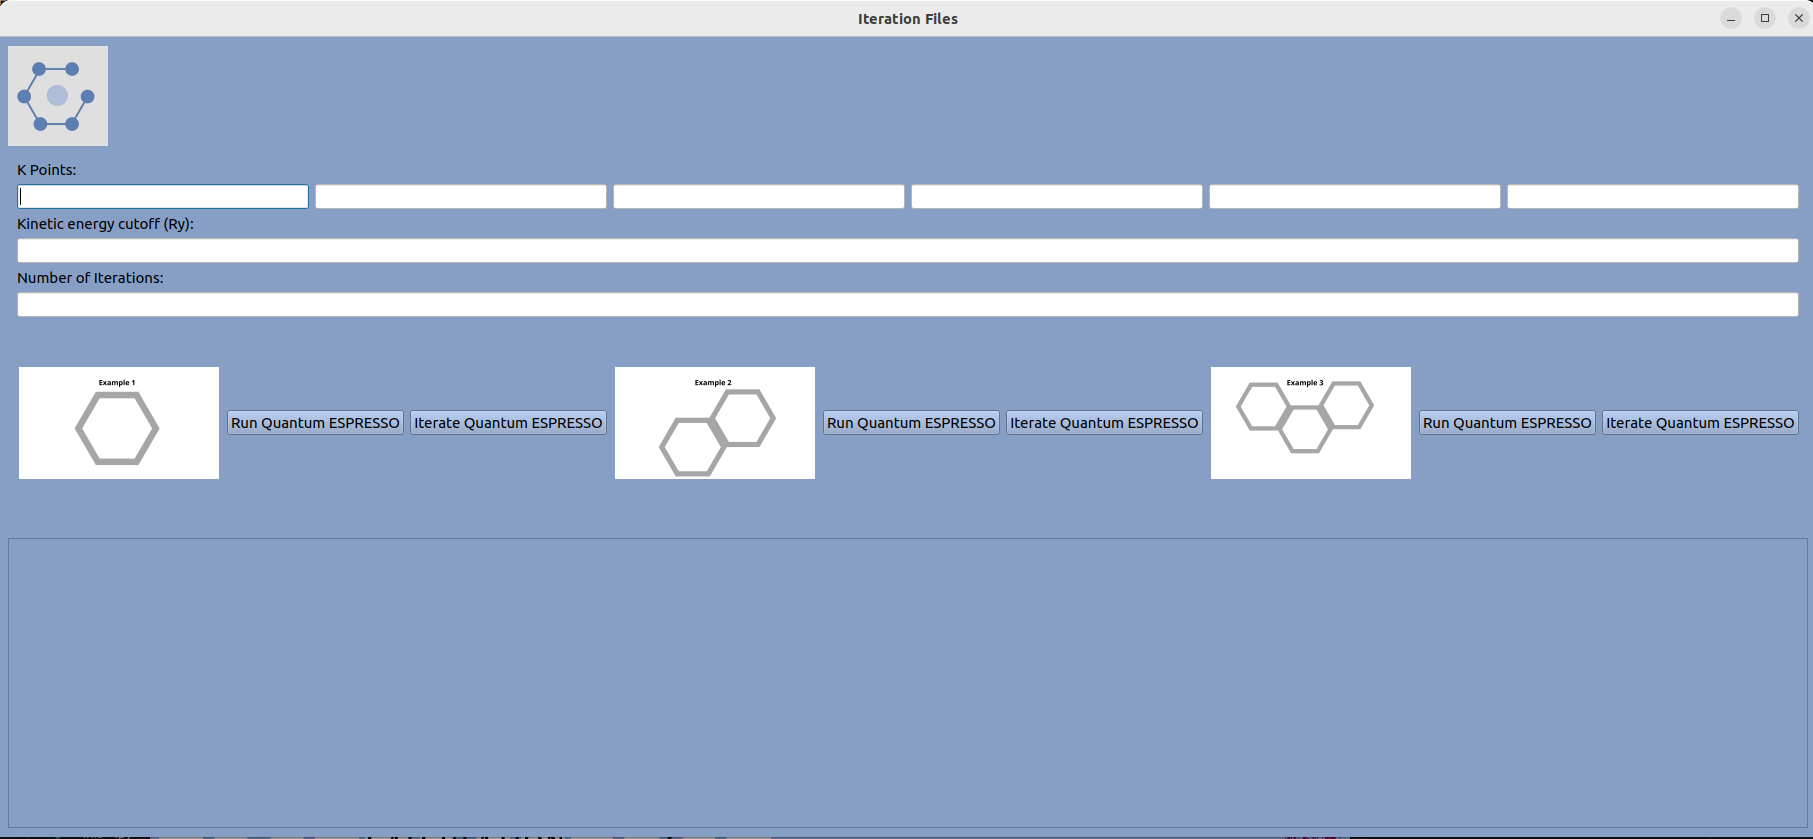 Iteration Files
K Points:
Kinetic energy cutoff (Ry):
Number of Iterations:
Example 1
Run Quantum ESPRESSO
Iterate Quantum ESPRESSO
Example 2
Run Quantum ESPRESSO
Iterate Quantum ESPRESSO
Example 3
Run Quantum ESPRESSO
Iterate Quantum ESPRESSO